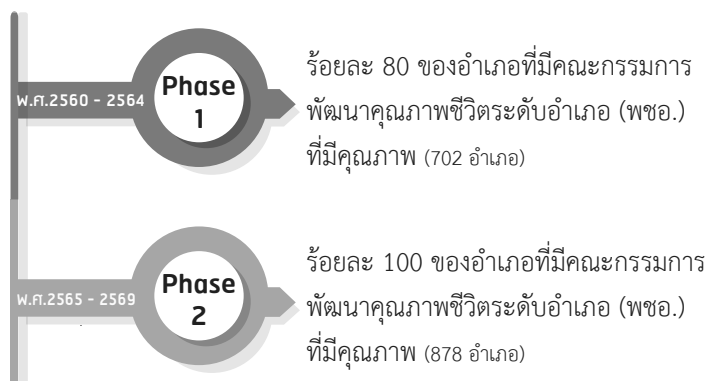 พ.ศ.2560 - 2564
Phase
1
ร้อยละ 80 ของอำเภอที่มีคณะกรรมการ
พัฒนาคุณภาพชีวิตระดับอำเภอ (พชอ.)
ที่มีคุณภาพ (702 อำเภอ)
พ.ศ.2565 - 2569
Phase
2
ร้อยละ 100 ของอำเภอที่มีคณะกรรมการ
พัฒนาคุณภาพชีวิตระดับอำเภอ (พชอ.)
ที่มีคุณภาพ (878 อำเภอ)